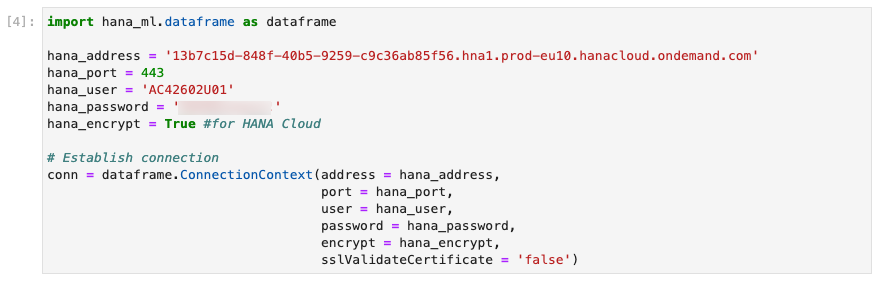 [4]: import hana_ml.dataframe as dataframe
hana_address = '13b7c15d-848f-40b5-9259-c9c36ab85f56.hna1.prod-eu10.hanacloud.ondemand.com'
hana_port = 443
hana_user = 'AC42602U01'
hana_password = ' '
hana_encrypt = True #for HANA Cloud
# Establish connection
conn = dataframe.ConnectionContext(address = hana_address,
port = hana_port,
user = hana_user,
password = hana_password,
encrypt = hana_encrypt,
sslValidateCertificate = 'false')